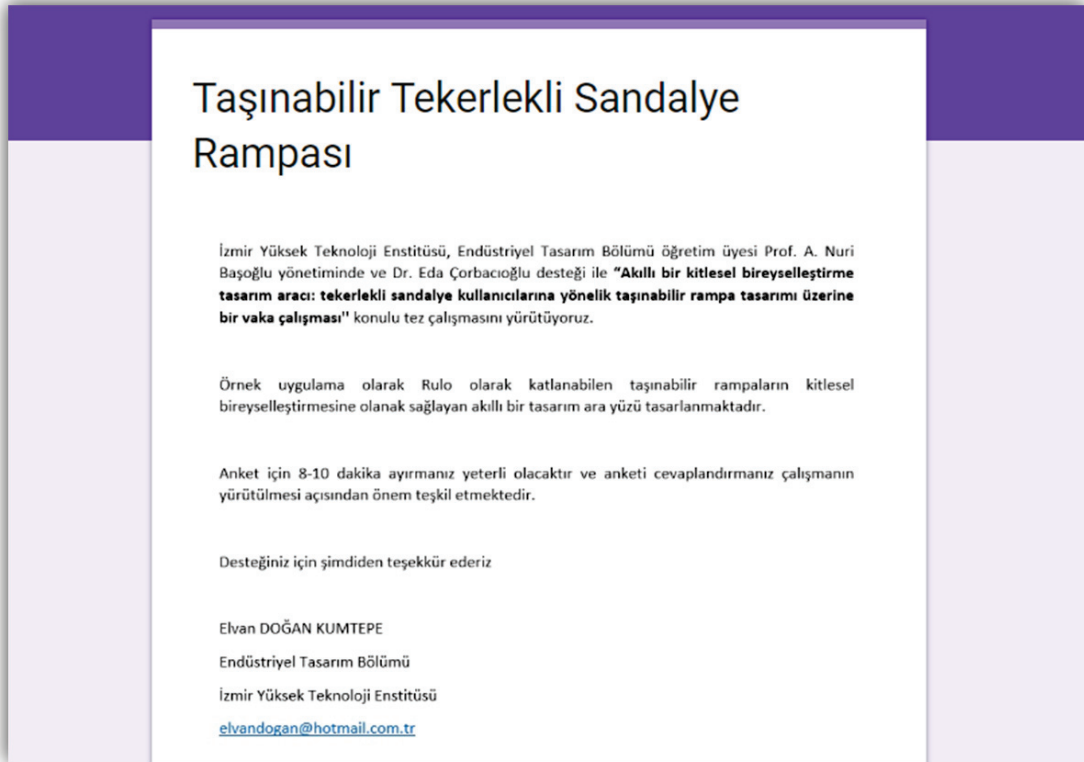 Taşınabilir Tekerlekli Sandalye
Rampası
İzmir Yüksek Teknoloji Enstitüsü, Endüstriyel Tasarım Bölümü öğretim üyesi Prof. A. Nuri
Başoğlu yönetiminde ve Dr. Eda Çorbacıoğlu desteği ile "Akıllı bir kitlesel bireyselleştirme
tasarım aracı: tekerlekli sandalye kullanıcılarına yönelik taşınabilir rampa tasarımı üzerine
bir vaka çalışması" konulu tez çalışmasını yürütüyoruz.
Örnek uygulama olarak Rulo olarak katlanabilen taşınabilir rampaların kitlesel
bireyselleştirmesine olanak sağlayan akıllı bir tasarım ara yüzü tasarlanmaktadır.
Anket için 8-10 dakika ayırmanız yeterli olacaktır ve anketi cevaplandırmanız çalışmanın
yürütülmesi açısından önem teşkil etmektedir.
Desteğiniz için şimdiden teşekkür ederiz
Elvan DOĞAN KUMTEPE
Endüstriyel Tasarım Bölümü
İzmir Yüksek Teknoloji Enstitüsü
elvandogan@hotmail.com.tr